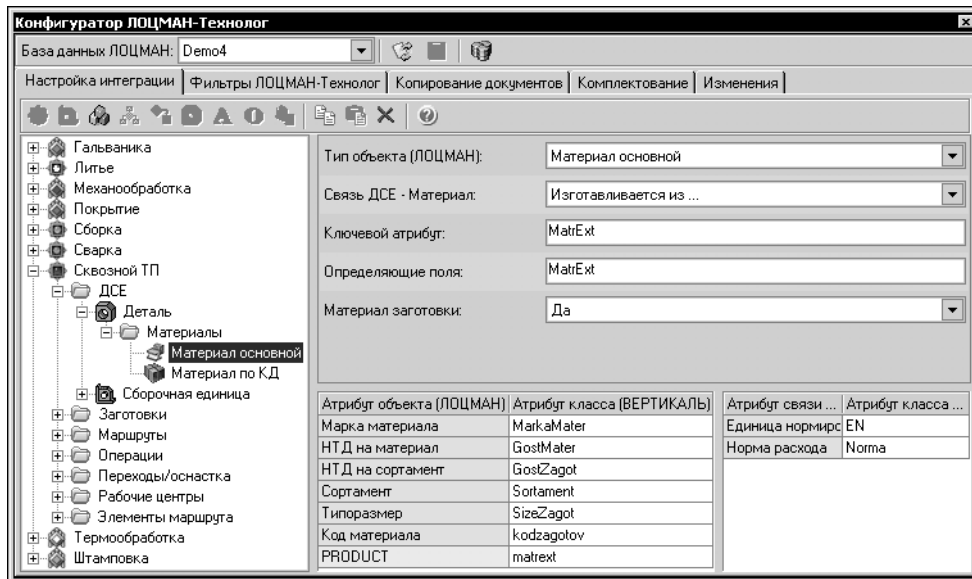 Конфигуратор ЛОЦМАН-Технолог
База данных ЛОЦМАН: Demo4
Настройка интеграции Фильтры ЛОЦМАН-Технолог Копирование документов Комплектование Изменения
Гальваника
Литье
Механообработка
Покрытие
Сборка
Сварка
Сквозной ТП
ДСЕ
Деталь
Материалы
Материал основной
Материал по КД
Сборочная единица
Заготовки
Маршруты
Операции
Переходы/оснастка
Рабочие центры
Элементы маршрута
Термообработка
Штамповка
Тип объекта (ЛОЦМАН): Материал основной
Связь ДСЕ - Материал: Изготавливается из ...
Ключевой атрибут: MatrExt
Определяющие поля: MatrExt
Материал заготовки: Да
Атрибут объекта (ЛОЦМАН) Атрибут класса (ВЕРТИКАЛЬ)
Марка материала MarkaMater
НТД на материал GostMater
НТД на сортамент GostZagot
Сортамент Sortament
Типоразмер SizeZagot
Код материала kodzagotov
PRODUCT matrext
Атрибут связи ... Атрибут класса ...
Единица нормирс EN
Норма расхода Norma